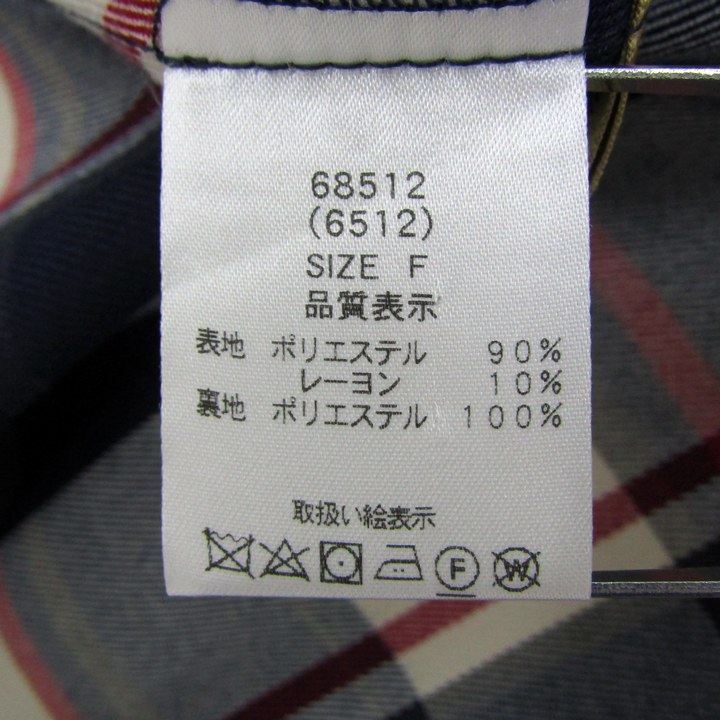 68512
(6512)
SIZE F
品質表示
表地 ポリエステル 90%
レーヨン 10%
裏地 ポリエステル 100%
取扱い絵表示
F W